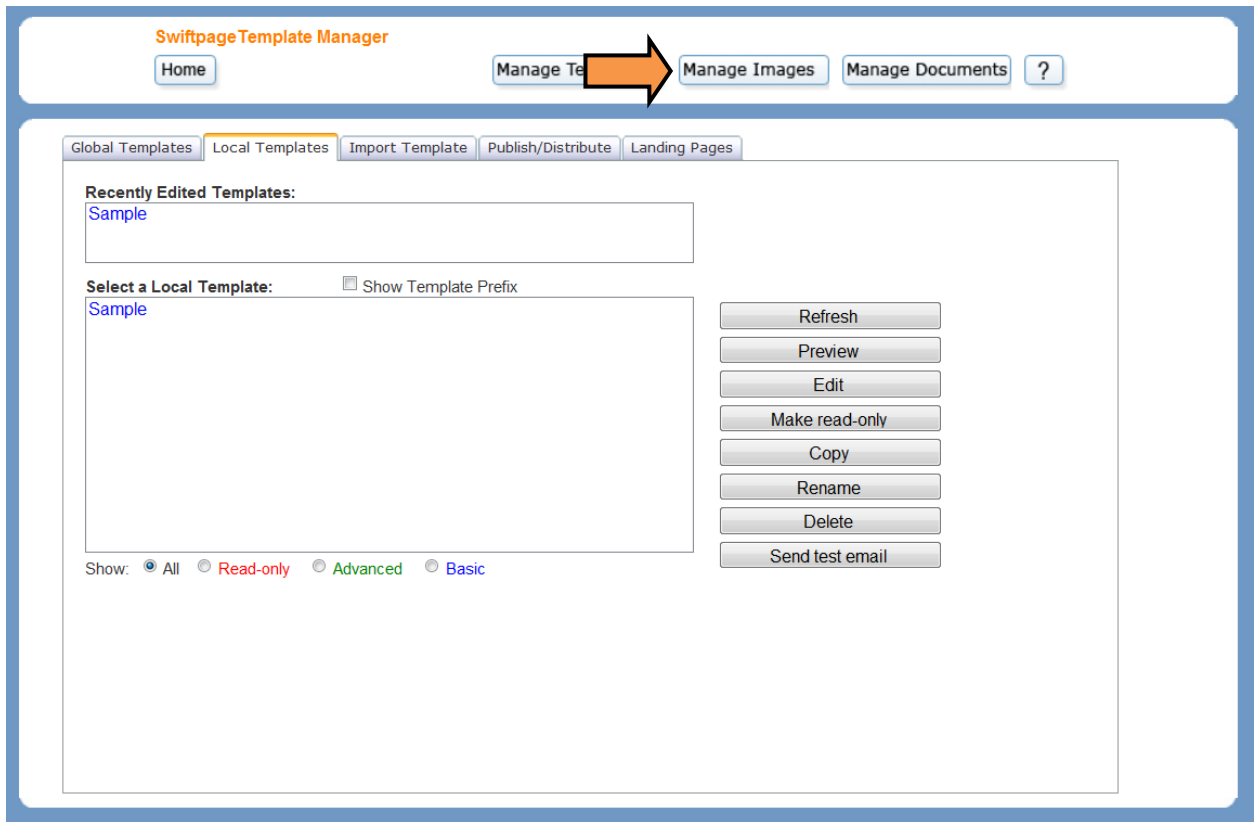 Swiftpage Template Manager
Home
Manage Te
Manage Images
Manage Documents
?
Global Templates
Local Templates
Import Template
Publish/Distribute
Landing Pages
Recently Edited Templates:
Sample
Select a Local Template:
Show Template Prefix
Sample
Refresh
Preview
Edit
Make read-only
Copy
Rename
Delete
Send test email
Show: All Read-only Advanced Basic